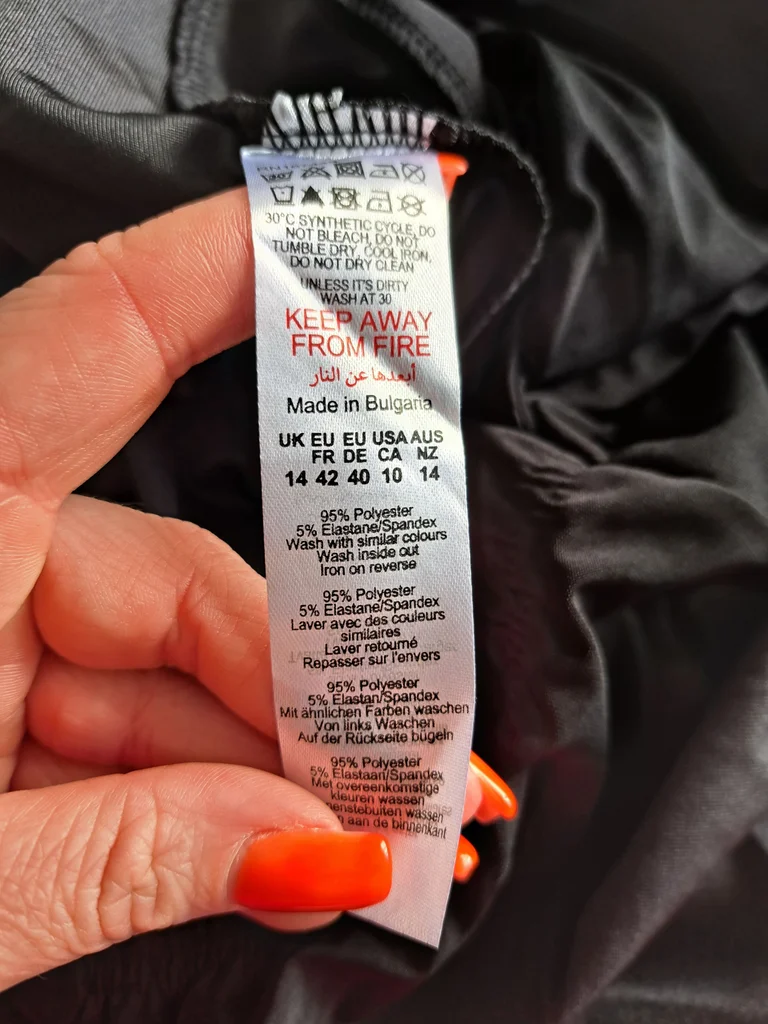 30°C SYNTHETIC CYCLE, DO
NOT BLEACH, DO NOT
TUMBLE DRY, COOL IRON,
DO NOT DRY CLEAN
UNLESS IT'S DIRTY
WASH AT 30
KEEP AWAY
FROM FIRE
أبعدها عن النار
Made in Bulgaria
UK EU EU USA AUS
FR DE CA NZ
14 42 40 10 14
95% Polyester
5% Elastane/Spandex
Wash with similar colours
Wash inside out
Iron on reverse
95% Polyester
5% Elastane/Spandex
Laver avec des couleurs
similaires
Laver retourné
Repasser sur l'envers
95% Polyester
5% Elastan/Spandex
Mit ähnlichen Farben waschen
Von links Waschen
Auf der Rückseite bügeln
95% Polyester
5% Elastaan/Spandex
Met overeenkomstige
kleuren wassen
wassen
aan de binnenkant